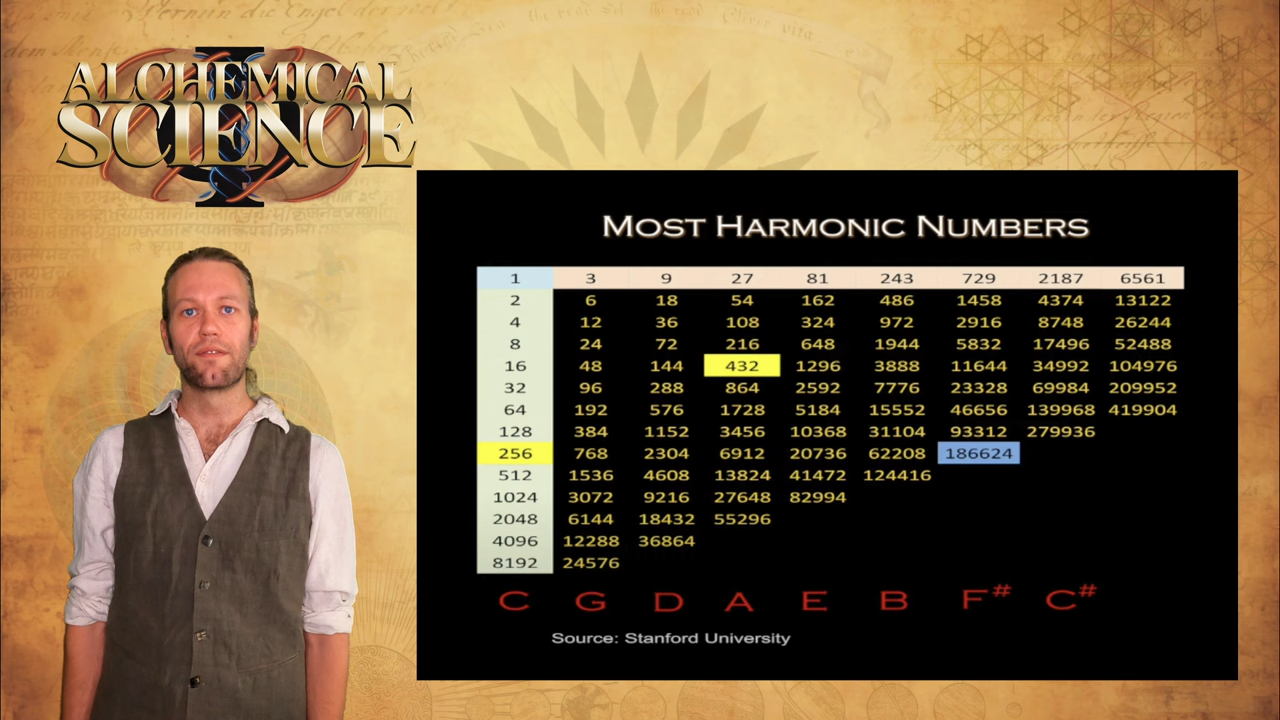 ALCHEMICAL
SCIENCE
MOST HARMONIC NUMBERS
1 3 9 27 81 243 729 2187 6561
2 6 18 54 162 486 1458 4374 13122
4 12 36 108 324 972 2916 8748 26244
8 24 72 216 648 1944 5832 17496 52488
16 48 144 432 1296 3888 11644 34992 104976
32 96 288 864 2592 7776 23328 69984 209952
64 192 576 1728 5184 15552 46656 139968 419904
128 384 1152 3456 10368 31104 93312 279936
256 768 2304 6912 20736 62208 186624
512 1536 4608 13824 41472 124416
1024 3072 9216 27648 82994
2048 6144 18432 55296
4096 12288 36864
8192 24576
C G D A E B F# C#
Source: Stanford University